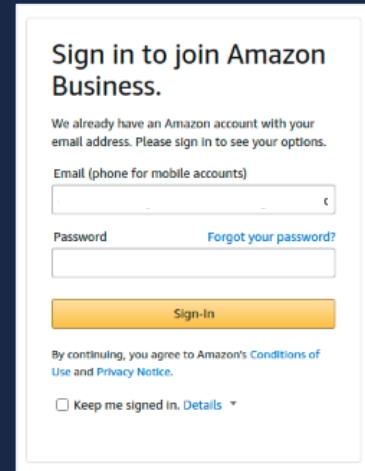 Sign in to join Amazon
Business.
We already have an Amazon account with your
email address. Please sign in to see your options.
Email (phone for mobile accounts)
Password Forgot your password?
Sign-In
By continuing, you agree to Amazon's Conditions of
Use and Privacy Notice.
Keep me signed in. Details